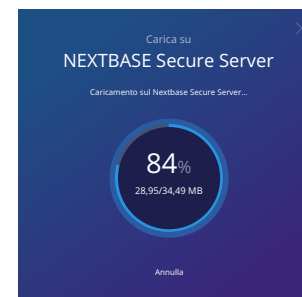 Carica su
NEXTBASE Secure Server
Caricamento sul Nextbase Secure Server...
84%
28,95/34,49 MB
Annulla